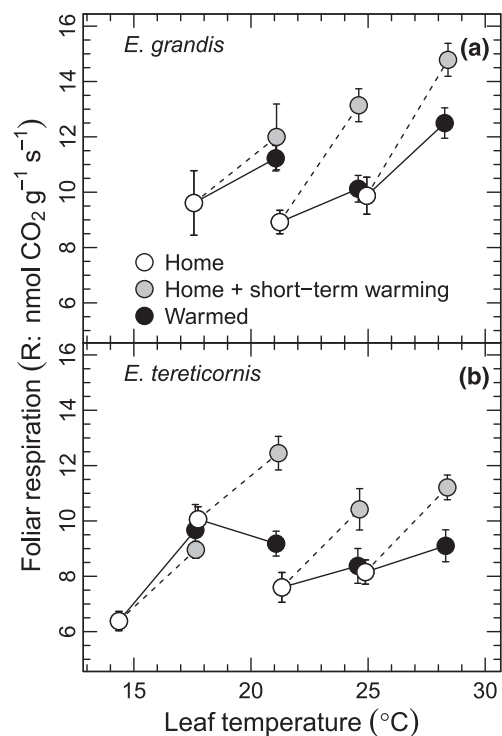 E. grandis
(a)
16
14
12
10
8
6
Home
Home + short−term warming
Warmed
E. tereticornis
(b)
16
14
12
10
8
6
Foliar respiration (R: nmol CO₂ g⁻¹ s⁻¹)
15 20 25 30
Leaf temperature (°C)